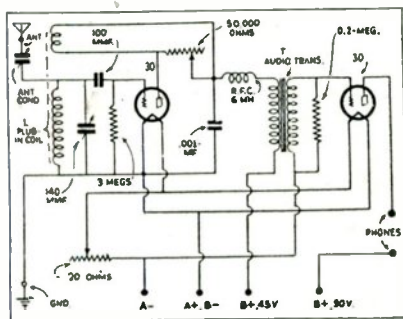 ANT
100
MMF.
50,000
OHMS
T
AUDIO TRANS.
0.2-MEG.
30
30
ANT
COND
L
PLUG-
IN COIL
R.F.C.
6 MH
.001-
MF
140
MMF
3 MEGS
PHONES
20 OHMS
GND.
A-
A+, B-
B+,45V
B+, 90V.